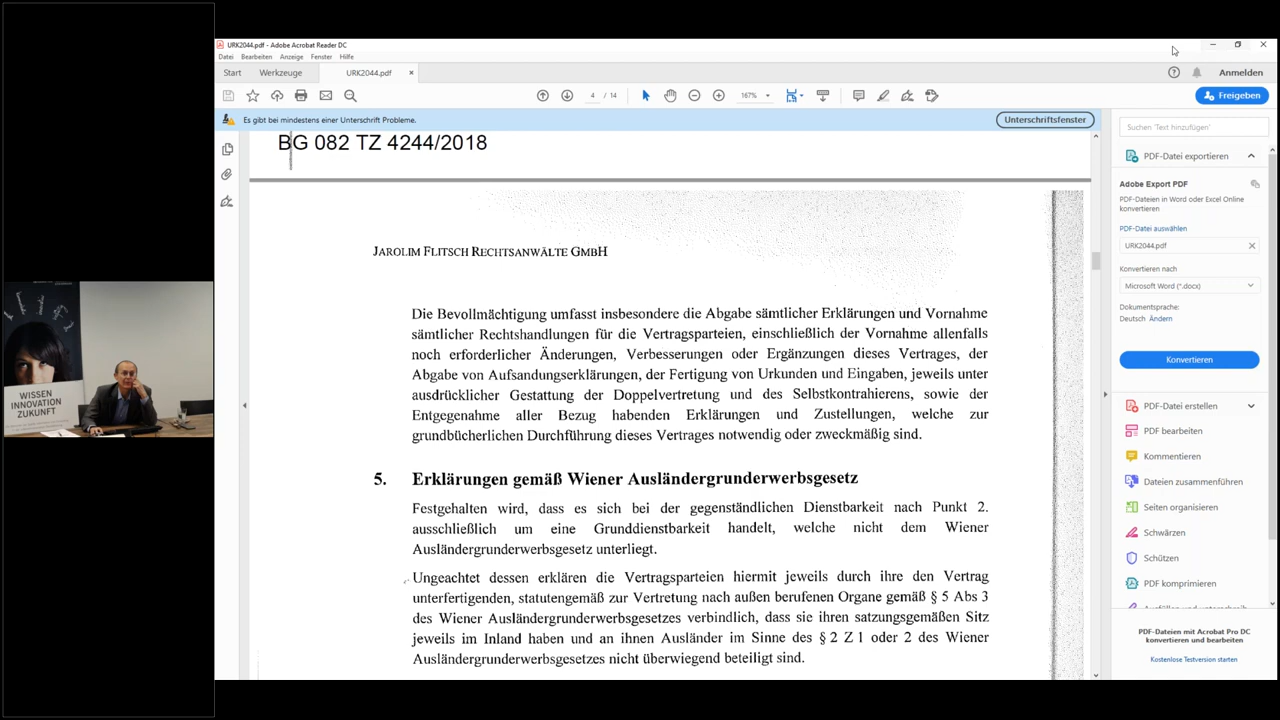 URK2044.pdf - Adobe Acrobat Reader DC
Datei Bearbeiten Anzeige Fenster Hilfe
Start Werkzeuge URK2044.pdf ×
Anmelden
4 / 14 167%
Freigeben
Es gibt bei mindestens einer Unterschrift Probleme.
Unterschriftsfenster
BG 082 TZ 4244/2018
JAROLIM FLITSCH RECHTSANWÄLTE GMBH
Die Bevollmächtigung umfasst insbesondere die Abgabe sämtlicher Erklärungen und Vornahme
sämtlicher Rechtshandlungen für die Vertragsparteien, einschließlich der Vornahme allenfalls
noch erforderlicher Änderungen, Verbesserungen oder Ergänzungen dieses Vertrages, der
Abgabe von Aufsandungserklärungen, der Fertigung von Urkunden und Eingaben, jeweils unter
ausdrücklicher Gestattung der Doppelvertretung und des Selbstkontrahierens, sowie der
Entgegenahme aller Bezug habenden Erklärungen und Zustellungen, welche zur
grundbücherlichen Durchführung dieses Vertrages notwendig oder zweckmäßig sind.
5. Erklärungen gemäß Wiener Ausländergrunderwerbsgesetz
Festgehalten wird, dass es sich bei der gegenständlichen Dienstbarkeit nach Punkt 2.
ausschließlich um eine Grunddienstbarkeit handelt, welche nicht dem Wiener
Ausländergrunderwerbsgesetz unterliegt.
Ungeachtet dessen erklären die Vertragsparteien hiermit jeweils durch ihre den Vertrag
unterfertigenden, statutengemäß zur Vertretung nach außen berufenen Organe gemäß § 5 Abs 3
des Wiener Ausländergrunderwerbsgesetzes verbindlich, dass sie ihren satzungsgemäßen Sitz
jeweils im Inland haben und an ihnen Ausländer im Sinne des § 2 Z 1 oder 2 des Wiener
Ausländergrunderwerbsgesetzes nicht überwiegend beteiligt sind.
Suchen 'Text hinzufügen'
PDF-Datei exportieren
Adobe Export PDF
PDF-Dateien in Word oder Excel Online
konvertieren
PDF-Datei auswählen
URK2044.pdf
Konvertieren nach
Microsoft Word (*.docx)
Dokumentsprache:
Deutsch Ändern
Konvertieren
PDF-Datei erstellen
PDF bearbeiten
Kommentieren
Dateien zusammenführen
Seiten organisieren
Schwärzen
Schützen
PDF komprimieren
PDF-Dateien mit Acrobat Pro DC
konvertieren und bearbeiten
Kostenlose Testversion starten
WISSEN
INNOVATION
ZUKUNFT